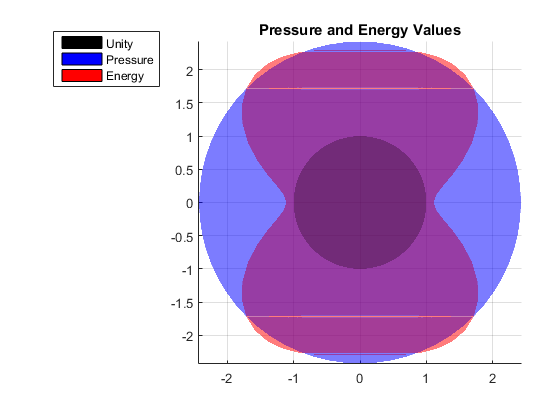 Pressure and Energy Values
Unity
Pressure
Energy
2
1.5
1
0.5
0
-0.5
-1
-1.5
-2
-2 -1 0 1 2